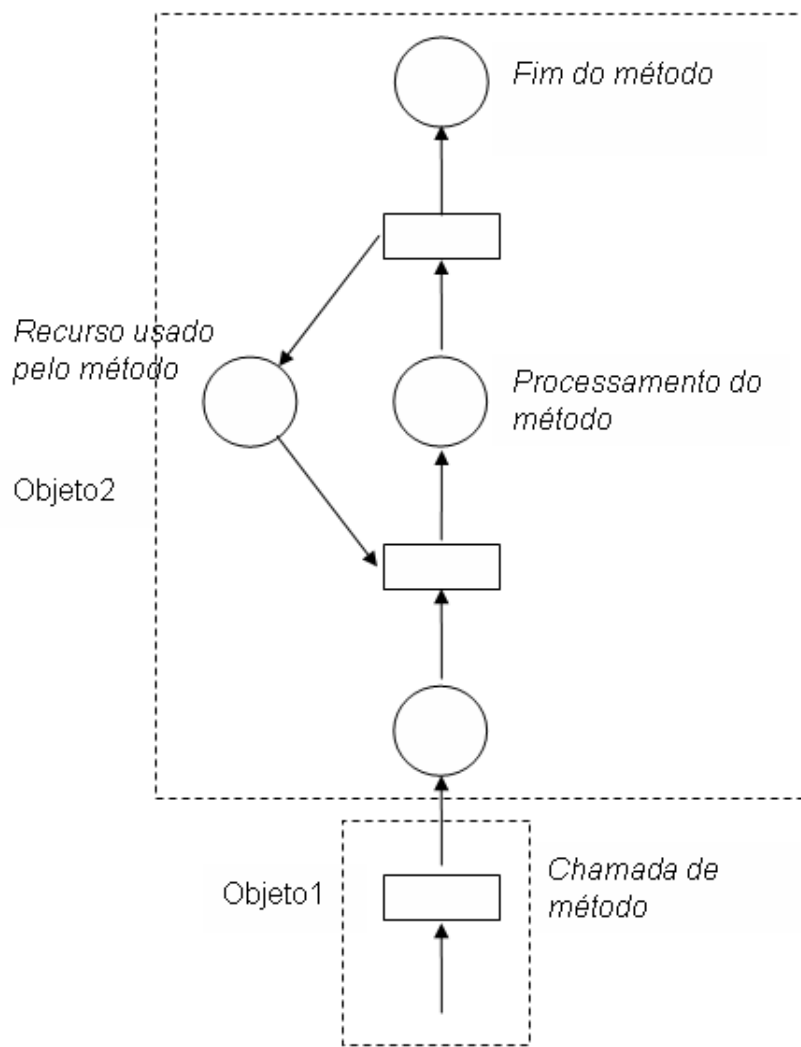 Fim do método
Recurso usado
pelo método
Processamento do
método
Objeto2
Objeto1
Chamada de
método